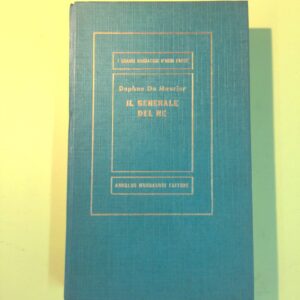 I GRANDI NARRATORI D'OGNI PAESE
Daphne Du Maurier
IL GENERALE
DEL RE
ARNOLDO MONDADORI EDITORE